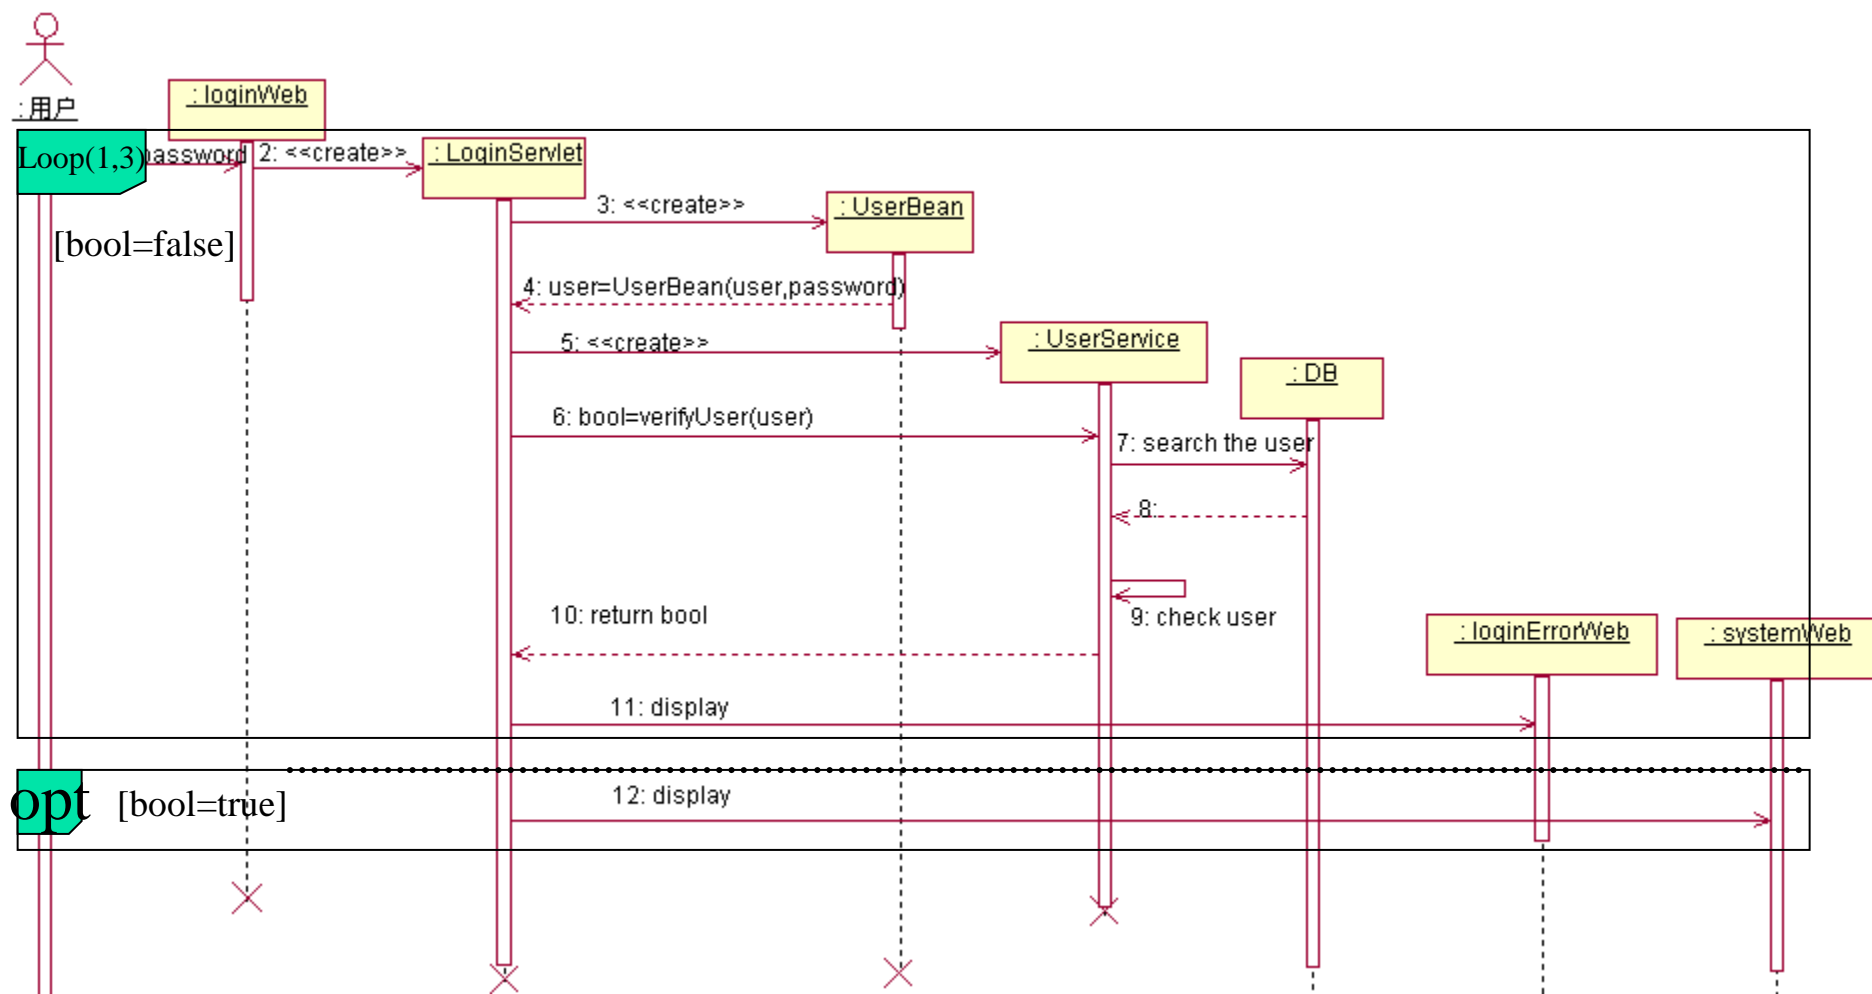 : 用户
: loginWeb
Loop(1,3)
password
2: <<create>>
: LoginServlet
3: <<create>>
: UserBean
[bool=false]
4: user=UserBean(user,password)
5: <<create>>
: UserService
: DB
6: bool=verifyUser(user)
7: search the user
8:
10: return bool
9: check user
: loginErrorWeb
: systemWeb
11: display
opt
[bool=true]
12: display